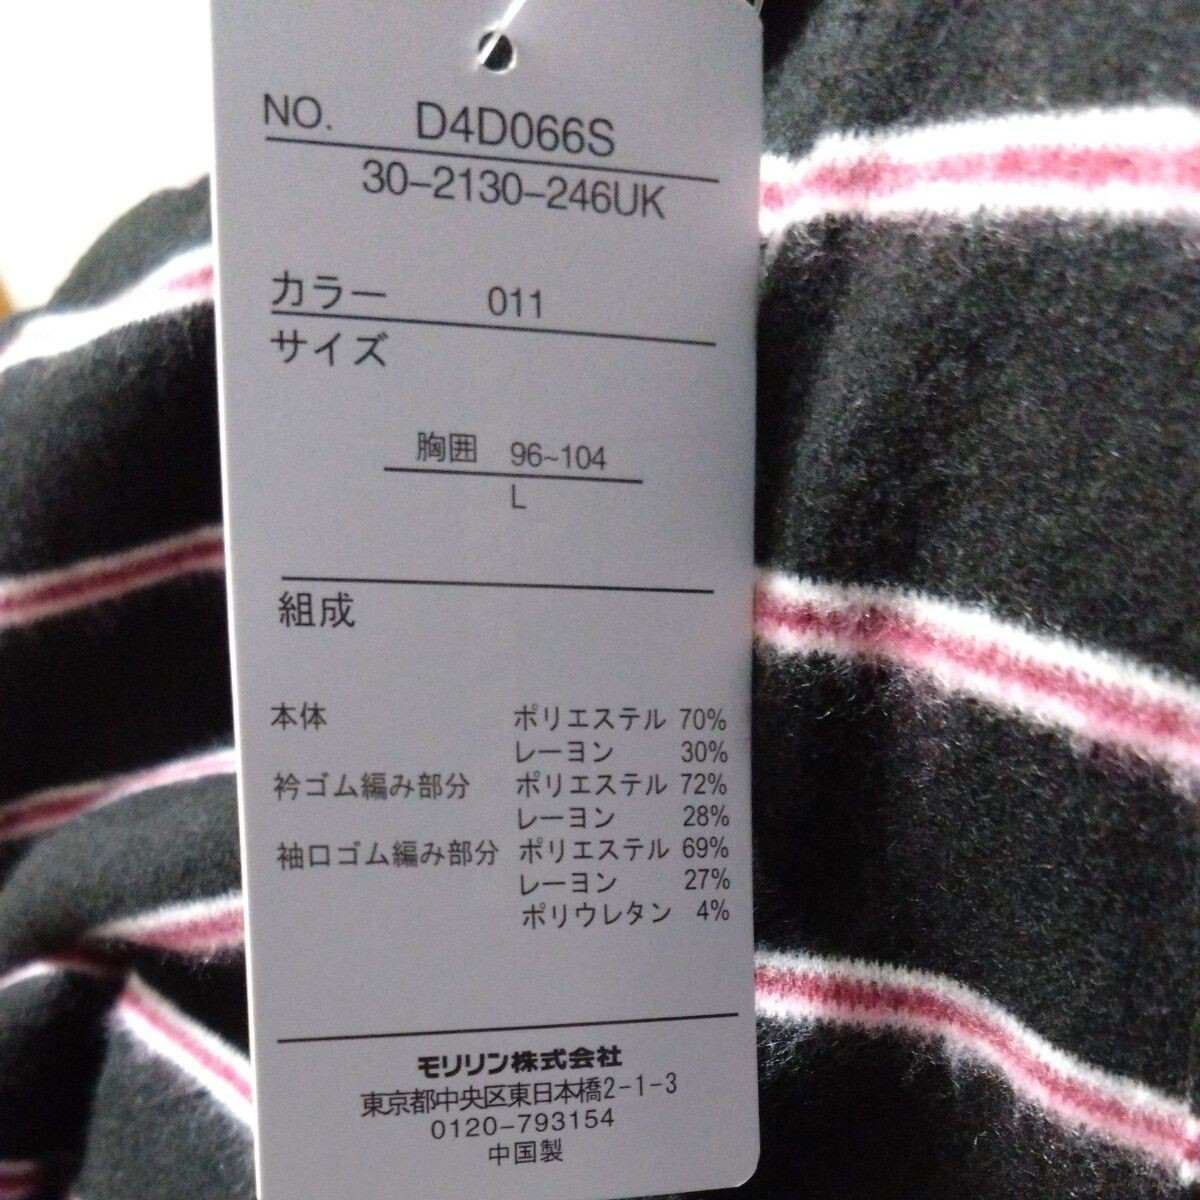 NO. D4D066S
30-2130-246UK
カラー 011
サイズ
胸囲 96~104
L
組成
本体 ポリエステル 70%
レーヨン 30%
衿ゴム編み部分 ポリエステル 72%
レーヨン 28%
袖口ゴム編み部分 ポリエステル 69%
レーヨン 27%
ポリウレタン 4%
モリリン株式会社
東京都中央区東日本橋2-1-3
0120-793154
中国製